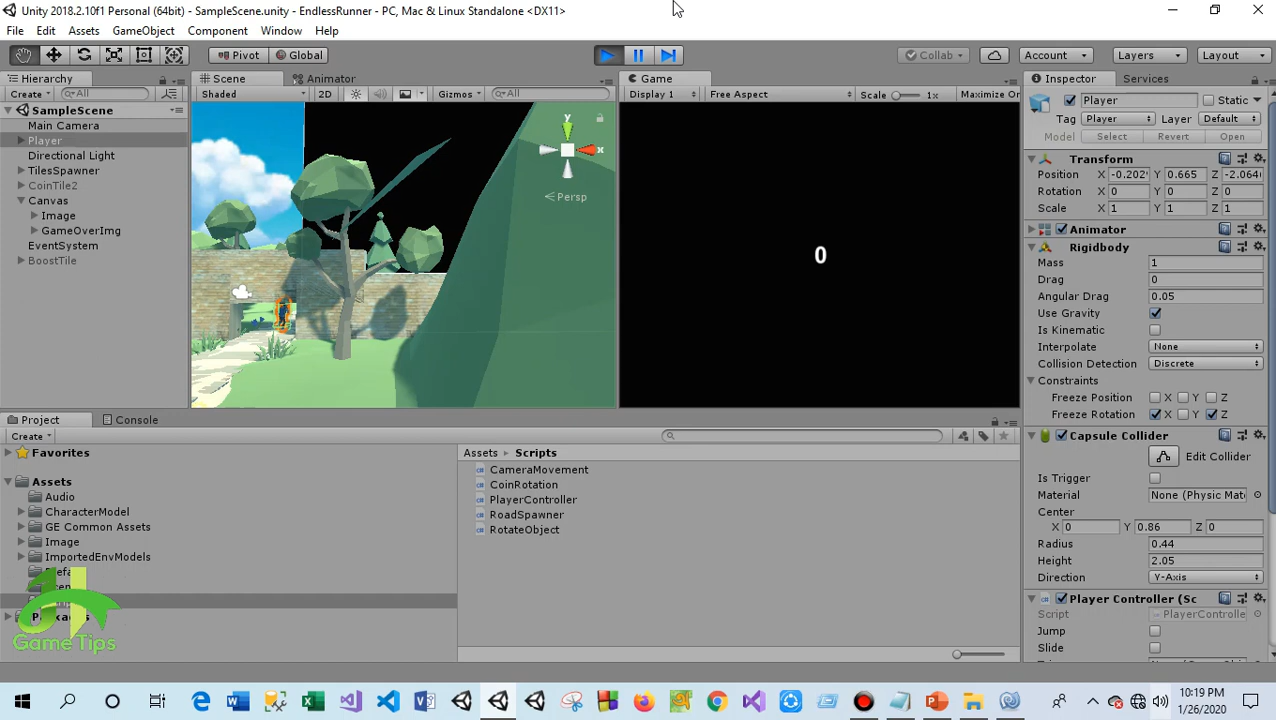 Unity 2018.2.10f1 Personal (64bit) - SampleScene.unity - EndlessRunner - PC, Mac & Linux Standalone <DX11>
File Edit Assets GameObject Component Window Help
Pivot Global Collab Account Layers Layout
Hierarchy Scene Animator Game Inspector Services
Create All Shaded 2D Gizmos All Display 1 Free Aspect Scale 1x Maximize On Player Static
SampleScene Tag Player Layer Default
Main Camera Model Select Revert Open
Player
Directional Light
TilesSpawner
CoinTile2
Canvas
Image
GameOverImg
EventSystem
BoostTile
y
x
Persp
0
Transform
Position X -0.202 Y 0.665 Z -2.064
Rotation X 0 Y 0 Z 0
Scale X 1 Y 1 Z 1
Animator
Rigidbody
Mass 1
Drag 0
Angular Drag 0.05
Use Gravity
Is Kinematic
Interpolate None
Collision Detection Discrete
Constraints
Freeze Position X Y Z
Freeze Rotation X Y Z
Capsule Collider
Edit Collider
Is Trigger
Material None (Physic Mate
Center
X 0 Y 0.86 Z 0
Radius 0.44
Height 2.05
Direction Y-Axis
Player Controller (Sc
Script PlayerControlle
Jump
Slide
Project Console
Create
Favorites
Assets
Audio
CharacterModel
GE Common Assets
Image
ImportedEnvModels
Assets Scripts
CameraMovement
CoinRotation
PlayerController
RoadSpawner
RotateObject
Game Tips
10:19 PM
1/26/2020